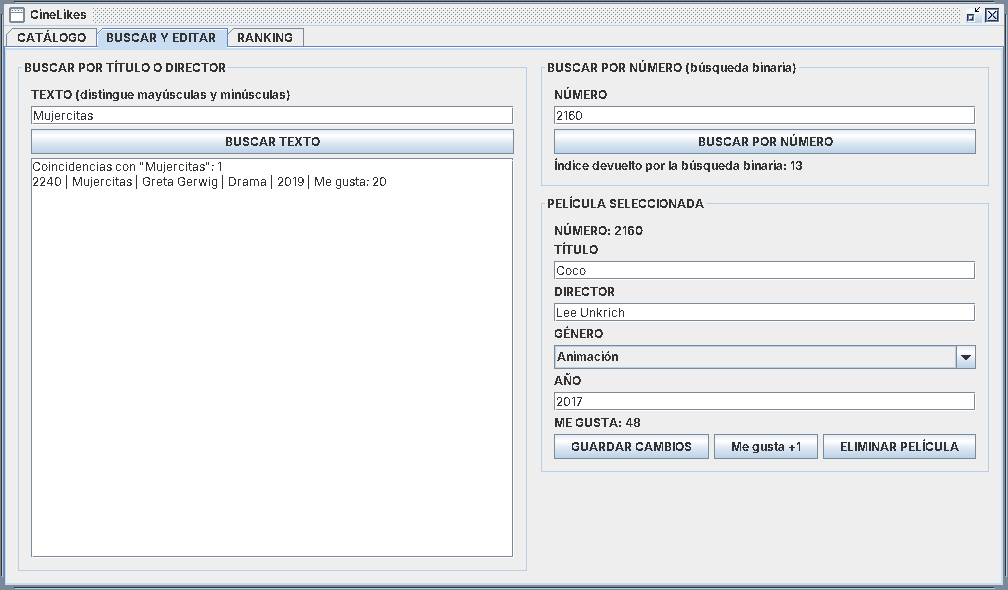 CineLikes
CATÁLOGO
BUSCAR Y EDITAR
RANKING
BUSCAR POR TÍTULO O DIRECTOR
TEXTO (distingue mayúsculas y minúsculas)
Mujercitas
BUSCAR TEXTO
Coincidencias con "Mujercitas": 1
2240 | Mujercitas | Greta Gerwig | Drama | 2019 | Me gusta: 20
BUSCAR POR NÚMERO (búsqueda binaria)
NÚMERO
2160
BUSCAR POR NÚMERO
Índice devuelto por la búsqueda binaria: 13
PELÍCULA SELECCIONADA
NÚMERO: 2160
TÍTULO
Coco
DIRECTOR
Lee Unkrich
GÉNERO
Animación
AÑO
2017
ME GUSTA: 48
GUARDAR CAMBIOS
Me gusta +1
ELIMINAR PELÍCULA